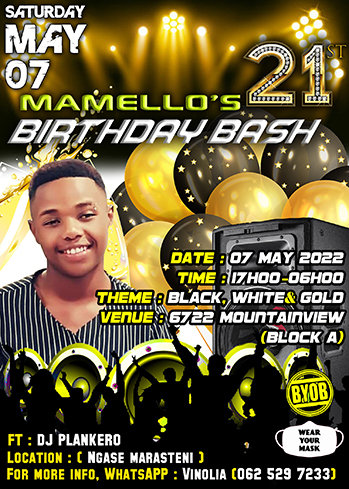 SATURDAY
MAY
07
21ST
MAMELLO'S
BIRTHDAY BASH
DATE : 07 MAY 2022
TIME : 17H00-06H00
THEME : BLACK, WHITE& GOLD
VENUE : 6722 MOUNTAINVIEW
(BLOCK A)
BYOB
WEAR
YOUR
MASK
FT : DJ PLANKERO
LOCATION : ( NGASE MARASTENI )
FOR MORE INFO, WHATSAPP : VINOLIA (062 529 7233)